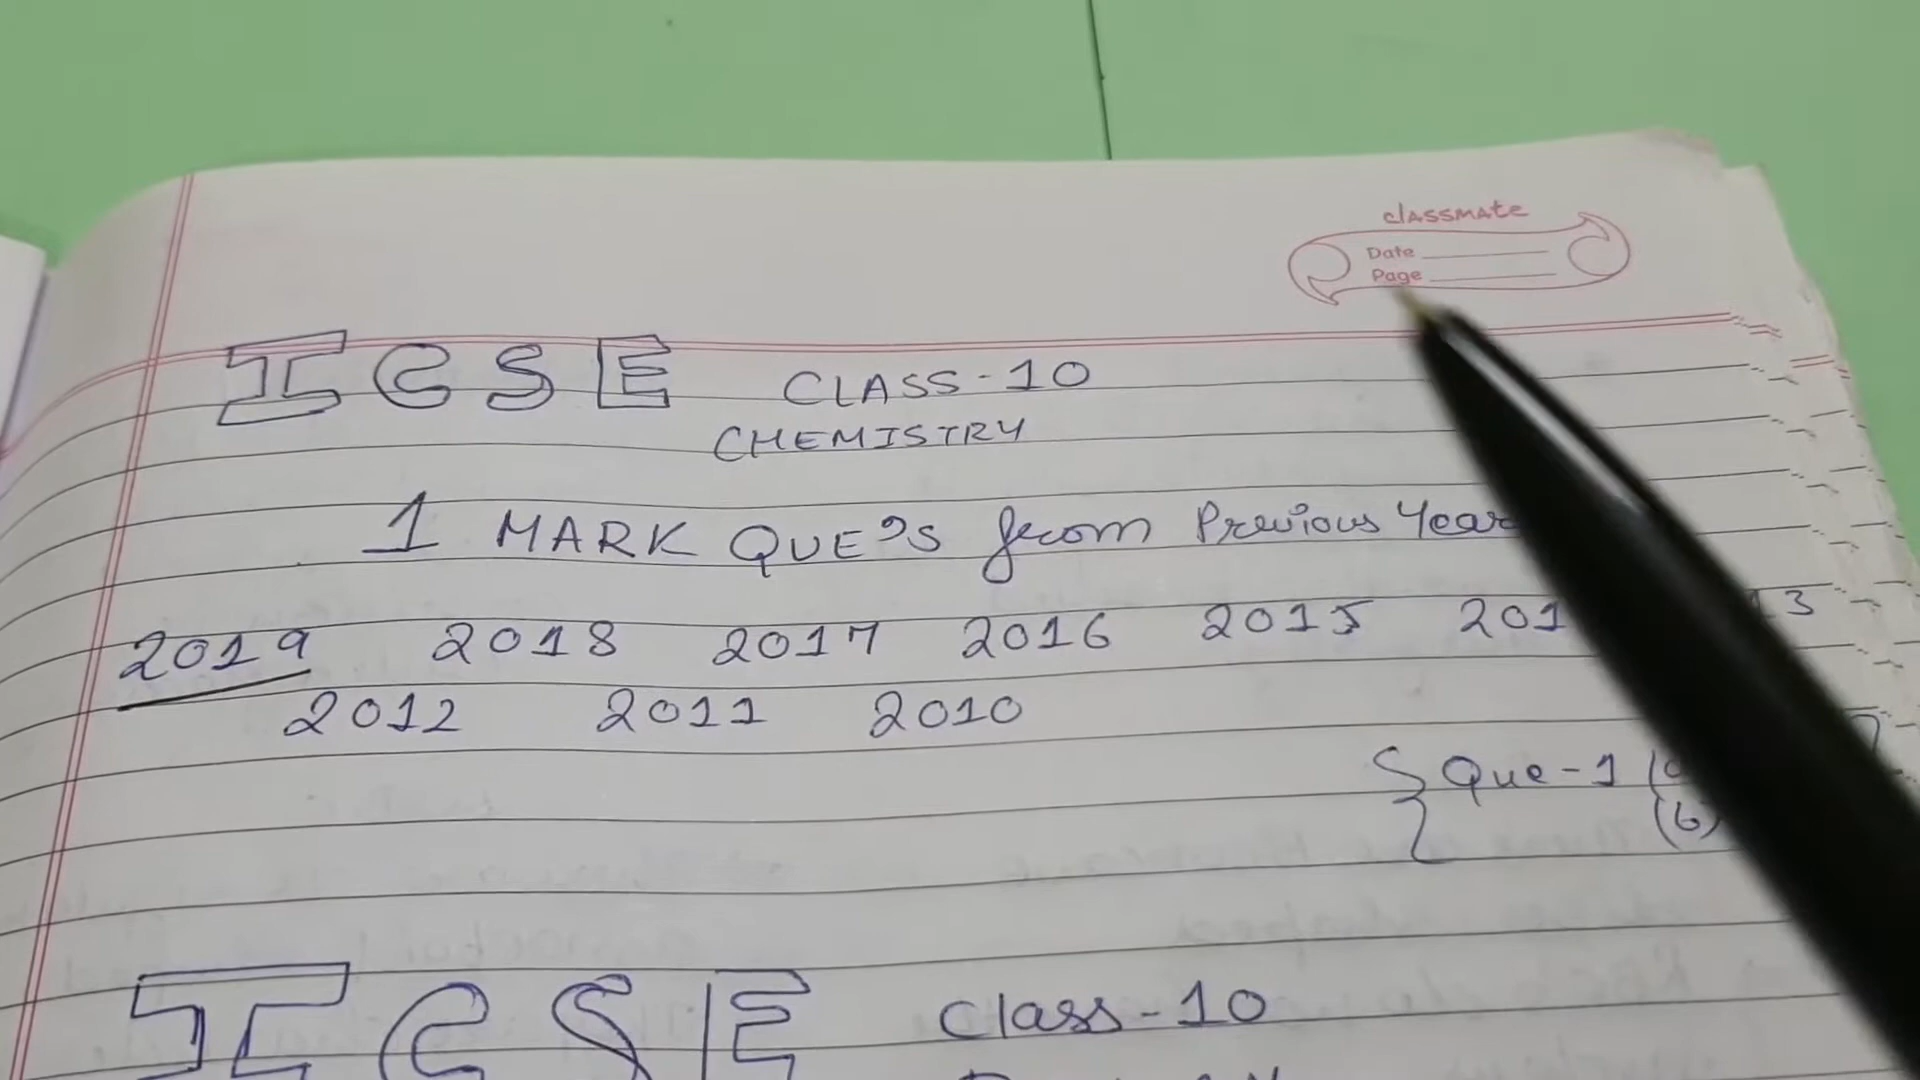 classmate
Date
Page
ICSE CLASS-10
CHEMISTRY
1 MARK QUE's from Previous Year
2019 2018 2017 2016 2015
2012 2011 2010
Que-1
(b)
ICSE Class-10